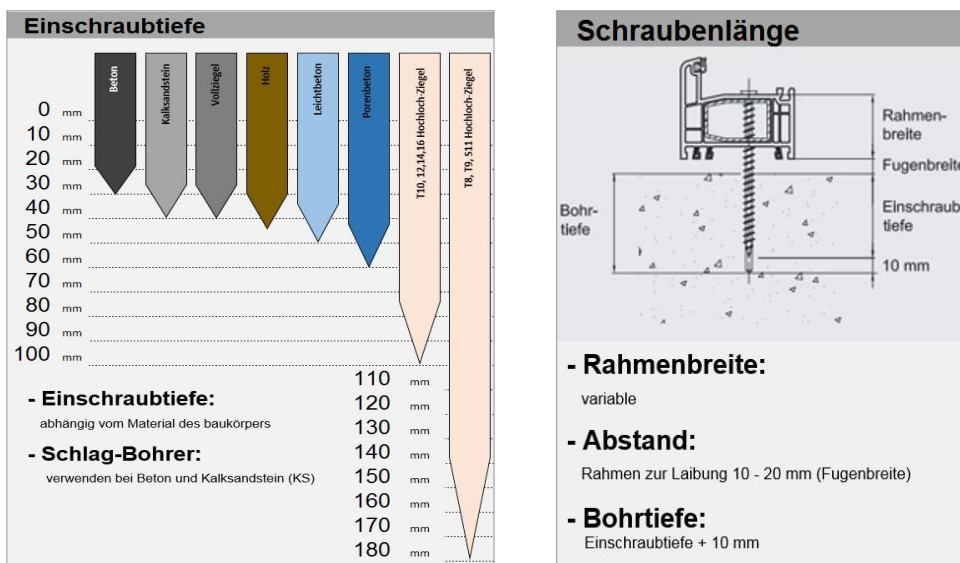 Einschraubtiefe
Beton
Kalksandstein
Vollziegel
Holz
Leichtbeton
Porenbeton
T10, 12,14,16 Hochloch-Ziegel
T8, T9, S11 Hochloch-Ziegel
0 mm
10 mm
20 mm
30 mm
40 mm
50 mm
60 mm
70 mm
80 mm
90 mm
100 mm
110 mm
120 mm
130 mm
140 mm
150 mm
160 mm
170 mm
180 mm
- Einschraubtiefe:
abhängig vom Material des baukörpers
- Schlag-Bohrer:
verwenden bei Beton und Kalksandstein (KS)
Schraubenlänge
Rahmen-
breite
Fugenbreite
Bohr-
tiefe
Einschraub
tiefe
10 mm
- Rahmenbreite:
variable
- Abstand:
Rahmen zur Laibung 10 - 20 mm (Fugenbreite)
- Bohrtiefe:
Einschraubtiefe + 10 mm